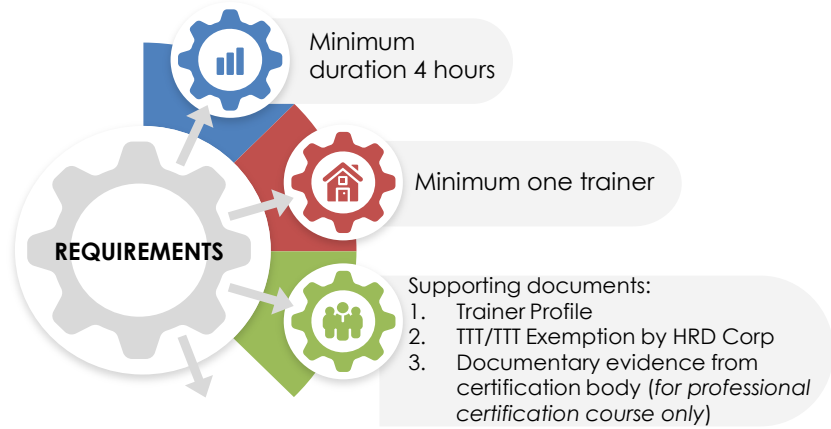 Minimum
duration 4 hours
REQUIREMENTS
Minimum one trainer
Supporting documents:
1. Trainer Profile
2. TTT/TTT Exemption by HRD Corp
3. Documentary evidence from
certification body (for professional
certification course only)